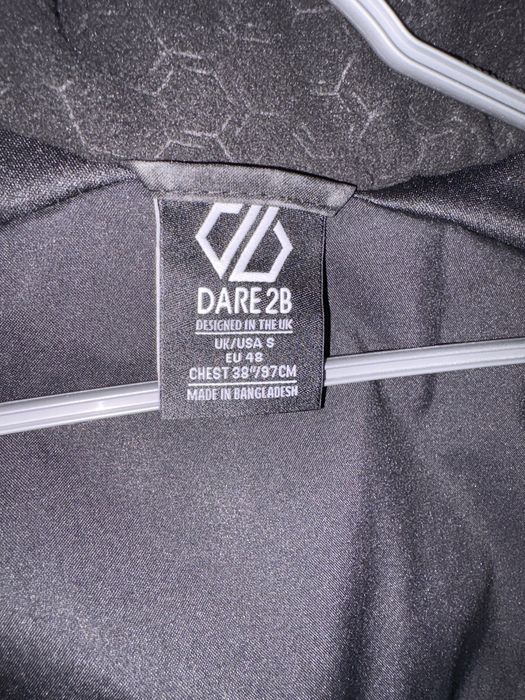 DARE 2B
DESIGNED IN THE UK
UK/USA S
EU 48
CHEST 38"/97CM
MADE IN BANGLADESH